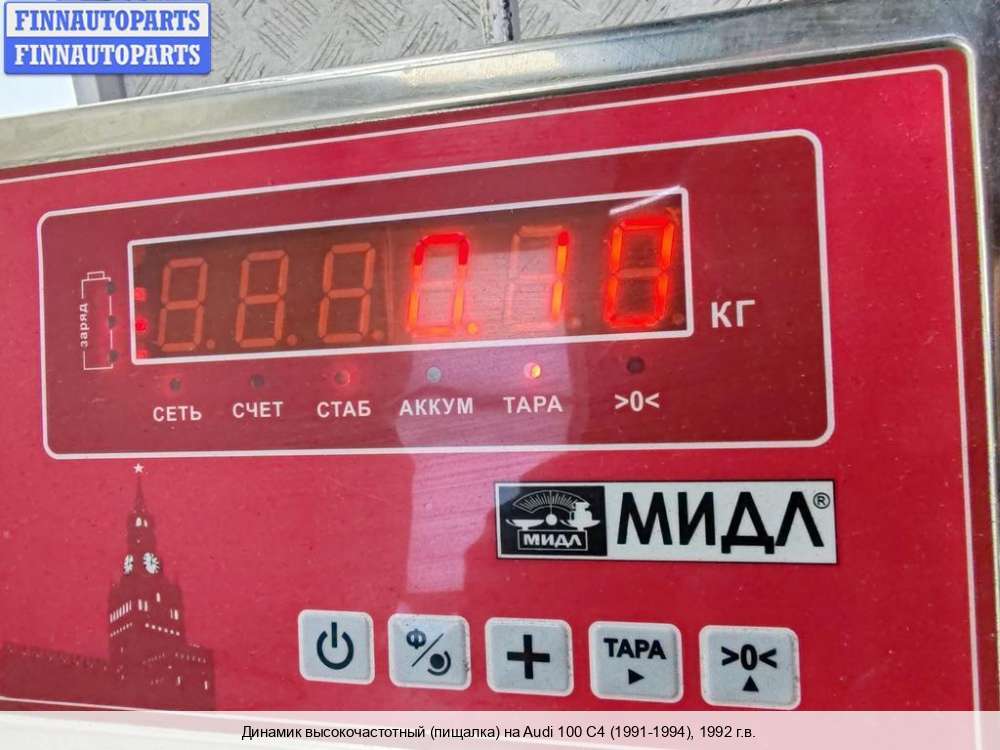 FINNAUTOPARTS
FINNAUTOPARTS
0.10
КГ
заряд
СЕТЬ СЧЕТ СТАБ АККУМ ТАРА >0<
МИДЛ
МИДЛ®
Ф
ТАРА
>0<
Динамик высокочастотный (пищалка) на Audi 100 C4 (1991-1994), 1992 г.в.